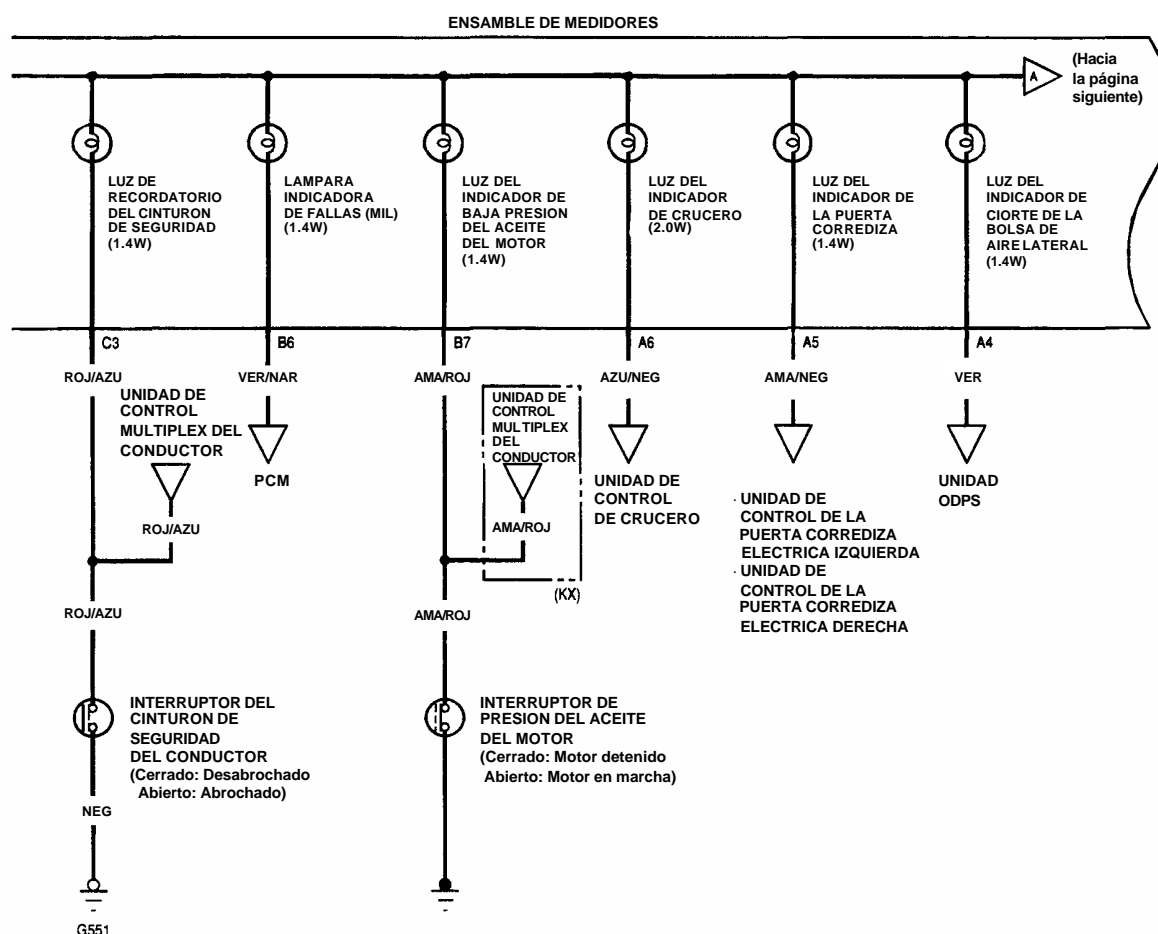 ENSAMBLE DE MEDIDORES
A
(Hacia
la página
siguiente)
LUZ DE
RECORDATORIO
DEL CINTURON
DE SEGURIDAD
(1.4W)
LAMPARA
INDICADORA
DE FALLAS (MIL)
(1.4W)
LUZ DEL
INDICADOR DE
BAJA PRESION
DEL ACEITE
DEL MOTOR
(1.4W)
LUZ DEL
INDICADOR
DE CRUCERO
(2.0W)
LUZ DEL
INDICADOR DE
LA PUERTA
CORREDIZA
(1.4W)
LUZ DEL
INDICADOR DE
CIORTE DE LA
BOLSA DE
AIRE LATERAL
(1.4W)
C3
B6
B7
A6
A5
A4
ROJ/AZU
VER/NAR
AMA/ROJ
AZU/NEG
AMA/NEG
VER
UNIDAD DE
CONTROL
MULTIPLEX DEL
CONDUCTOR
ROJ/AZU
PCM
UNIDAD DE
CONTROL
MULTIPLEX
DEL
CONDUCTOR
AMA/ROJ
(KX)
UNIDAD DE
CONTROL
DE CRUCERO
· UNIDAD DE
CONTROL DE LA
PUERTA CORREDIZA
ELECTRICA IZQUIERDA
· UNIDAD DE
CONTROL DE LA
PUERTA CORREDIZA
ELECTRICA DERECHA
UNIDAD
ODPS
ROJ/AZU
AMA/ROJ
INTERRUPTOR DEL
CINTURON DE
SEGURIDAD
DEL CONDUCTOR
(Cerrado: Desabrochado
Abierto: Abrochado)
INTERRUPTOR DE
PRESION DEL ACEITE
DEL MOTOR
(Cerrado: Motor detenido
Abierto: Motor en marcha)
NEG
G551